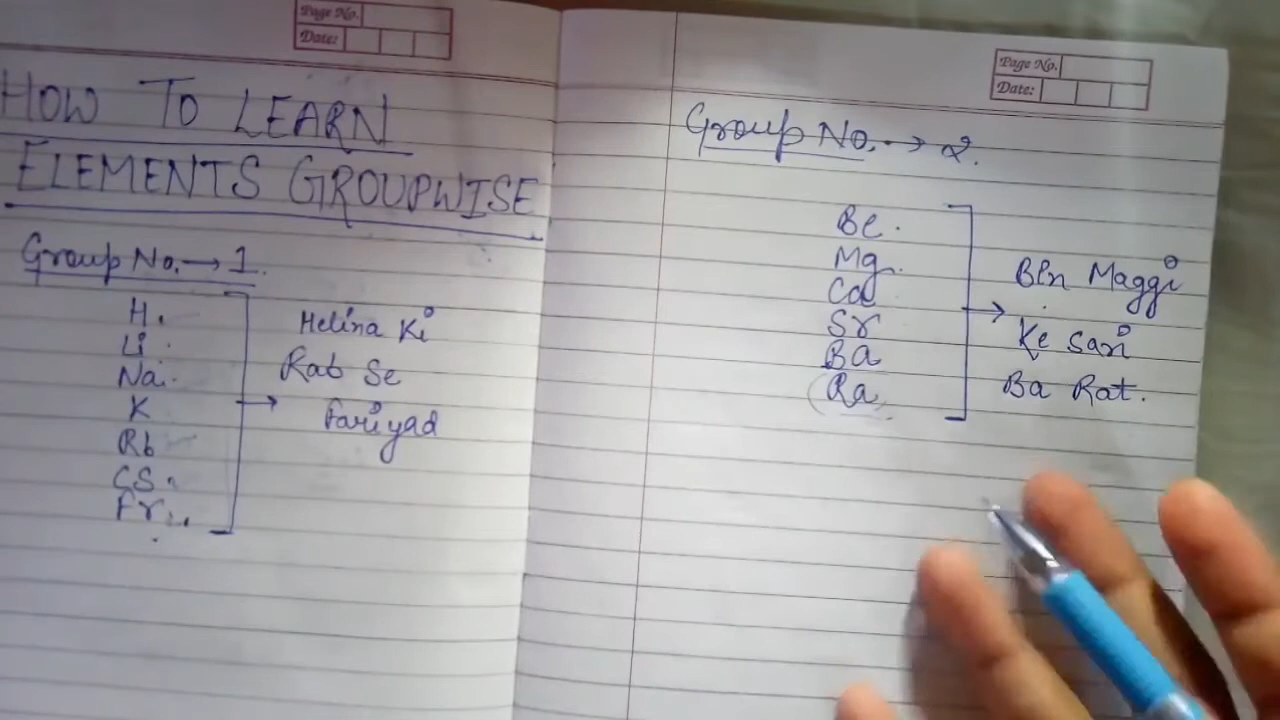 Page No.
Date:
HOW TO LEARN
ELEMENTS GROUPWISE
Group No. → 1.
H.
Li.
Na.
K
Rb
CS.
Fr.
→
Helina Ki
Rab Se
Fariyad
Page No.
Date:
Group No. → 2.
Be.
Mg.
Ca
Sr
Ba
(Ra
→
Bin Maggi
Ke Sari
Ba Rat.